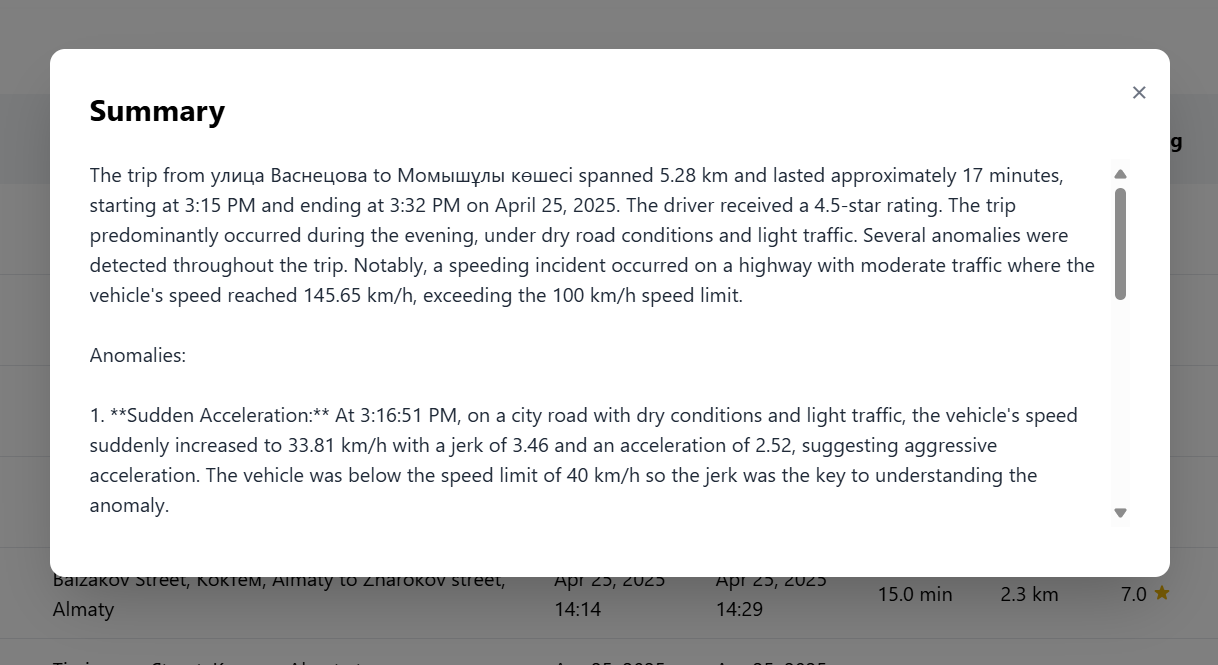 Summary
g
The trip from улица Васнецова to Момышұлы көшесі spanned 5.28 km and lasted approximately 17 minutes,
starting at 3:15 PM and ending at 3:32 PM on April 25, 2025. The driver received a 4.5-star rating. The trip
predominantly occurred during the evening, under dry road conditions and light traffic. Several anomalies were
detected throughout the trip. Notably, a speeding incident occurred on a highway with moderate traffic where the
vehicle's speed reached 145.65 km/h, exceeding the 100 km/h speed limit.
Anomalies:
1. **Sudden Acceleration:** At 3:16:51 PM, on a city road with dry conditions and light traffic, the vehicle's speed
suddenly increased to 33.81 km/h with a jerk of 3.46 and an acceleration of 2.52, suggesting aggressive
acceleration. The vehicle was below the speed limit of 40 km/h so the jerk was the key to understanding the
anomaly.
Balzakov Street, Коктем, Almaty to Zharokov street, Apr 25, 2025 Apr 25, 2025
15.0 min 2.3 km 7.0
Almaty 14:14 14:29